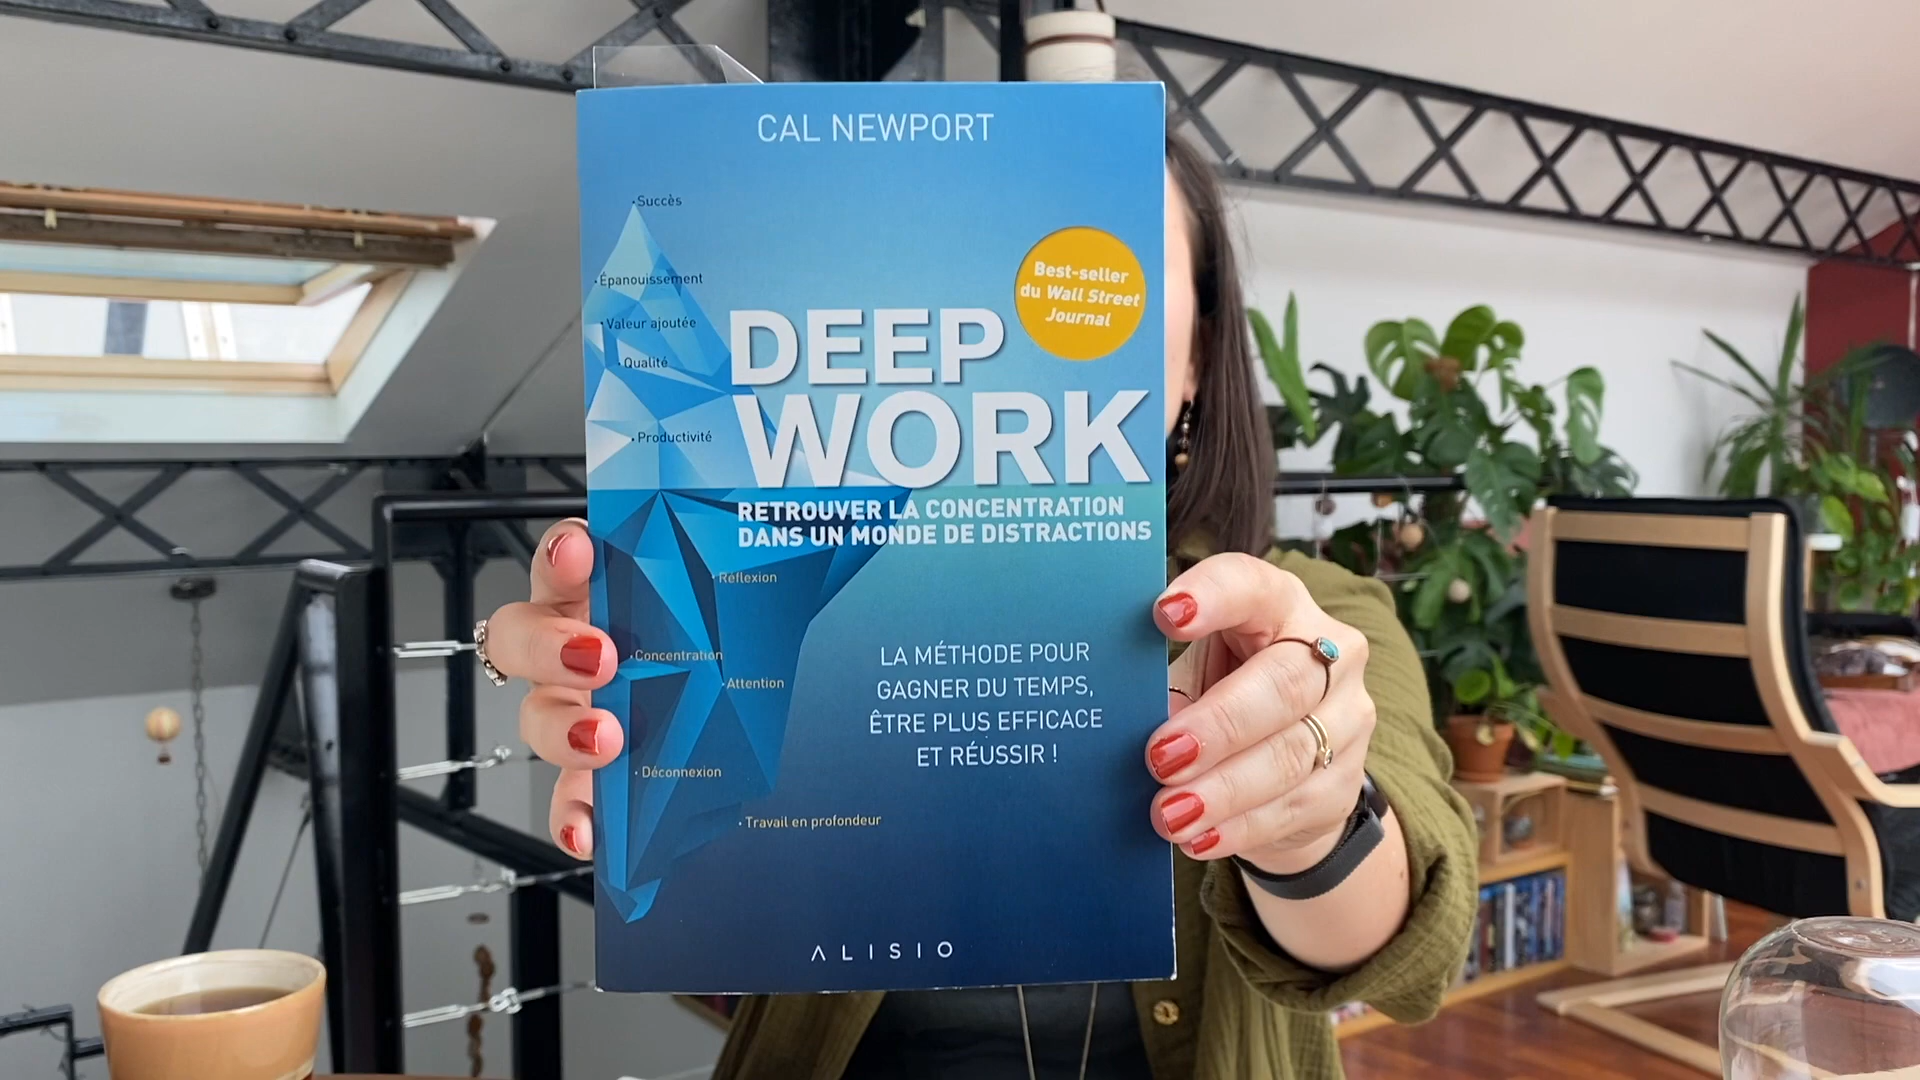 CAL NEWPORT
·Succès
·Épanouissement
·Valeur ajoutée
·Qualité
·Productivité
Best-seller
du Wall Street
Journal
DEEP
WORK
RETROUVER LA CONCENTRATION
DANS UN MONDE DE DISTRACTIONS
·Réflexion
·Concentration
·Attention
·Déconnexion
·Travail en profondeur
LA MÉTHODE POUR
GAGNER DU TEMPS,
ÊTRE PLUS EFFICACE
ET RÉUSSIR !
ALISIO